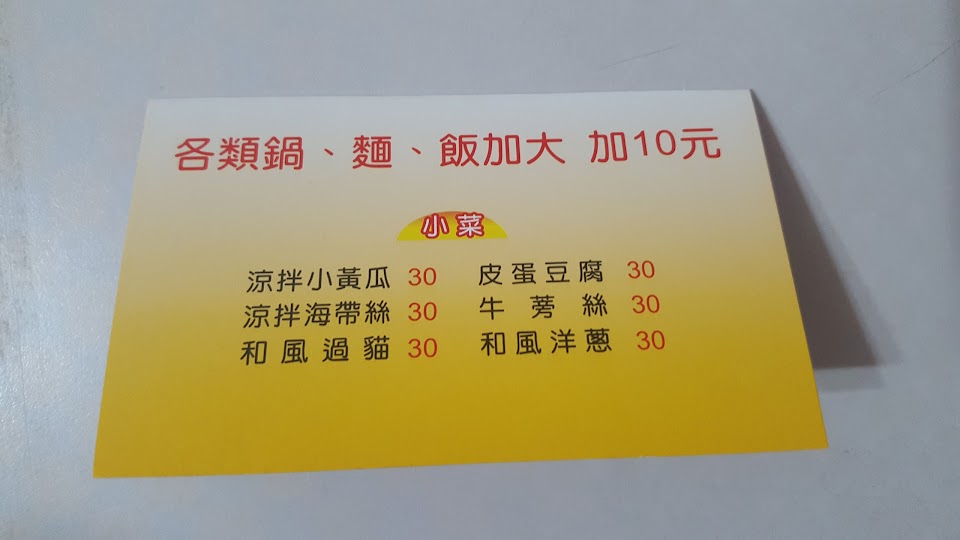 各類鍋、麵、飯加大 加10元
小菜
涼拌小黃瓜 30 皮蛋豆腐 30
涼拌海帶絲 30 牛蒡絲 30
和風過貓 30 和風洋蔥 30